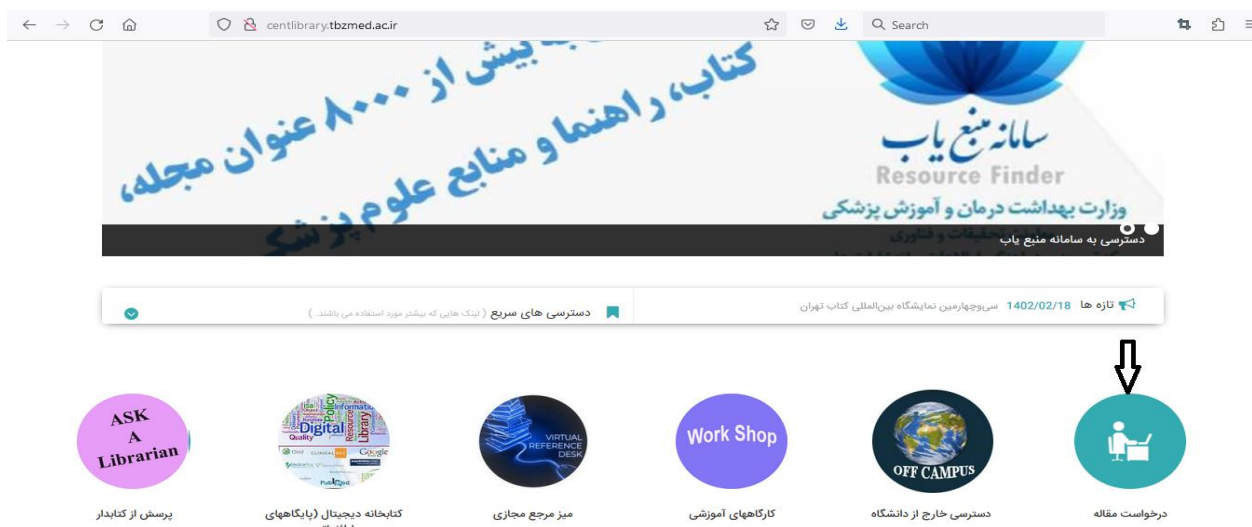 centlibrary.tbzmed.ac.ir
Search
از ۸۰۰۰ عنوان مجله،
کتاب، راهنما و منابع علوم پزشکی
سامانه منبع یاب
Resource Finder
وزارت بهداشت درمان و آموزش پزشکی
دسترسی به سامانه منبع یاب
تازه ها 1402/02/18 سی‌وچهارمین نمایشگاه بین‌المللی کتاب تهران
دسترسی های سریع ( لینک هایی که بیشتر مورد استفاده می باشند. )
OFF CAMPUS
Work Shop
VIRTUAL
REFERENCE
DESK
Policy
Information
Digital
Library
Quality
Google
PubMed
ASK
A
Librarian
درخواست مقاله
دسترسی خارج از دانشگاه
کارگاههای آموزشی
میز مرجع مجازی
کتابخانه دیجیتال (پایگاههای
پرسش از کتابدار